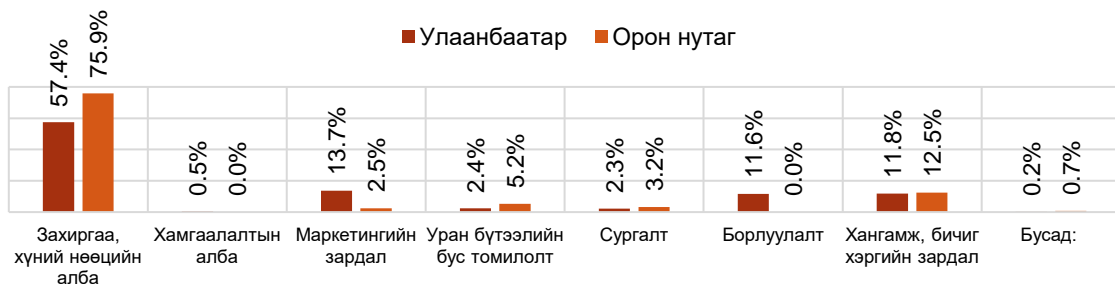 Улаанбаатар Орон нутаг
57.4% 75.9% 0.5% 0.0% 13.7% 2.5% 2.4% 5.2% 2.3% 3.2% 11.6% 0.0% 11.8% 12.5% 0.2% 0.7%
Захиргаа,
хүний нөөцийн
алба
Хамгаалалтын
алба
Маркетингийн
зардал
Уран бүтээлийн
бус томилолт
Сургалт
Борлуулалт
Хангамж, бичиг
хэргийн зардал
Бусад: